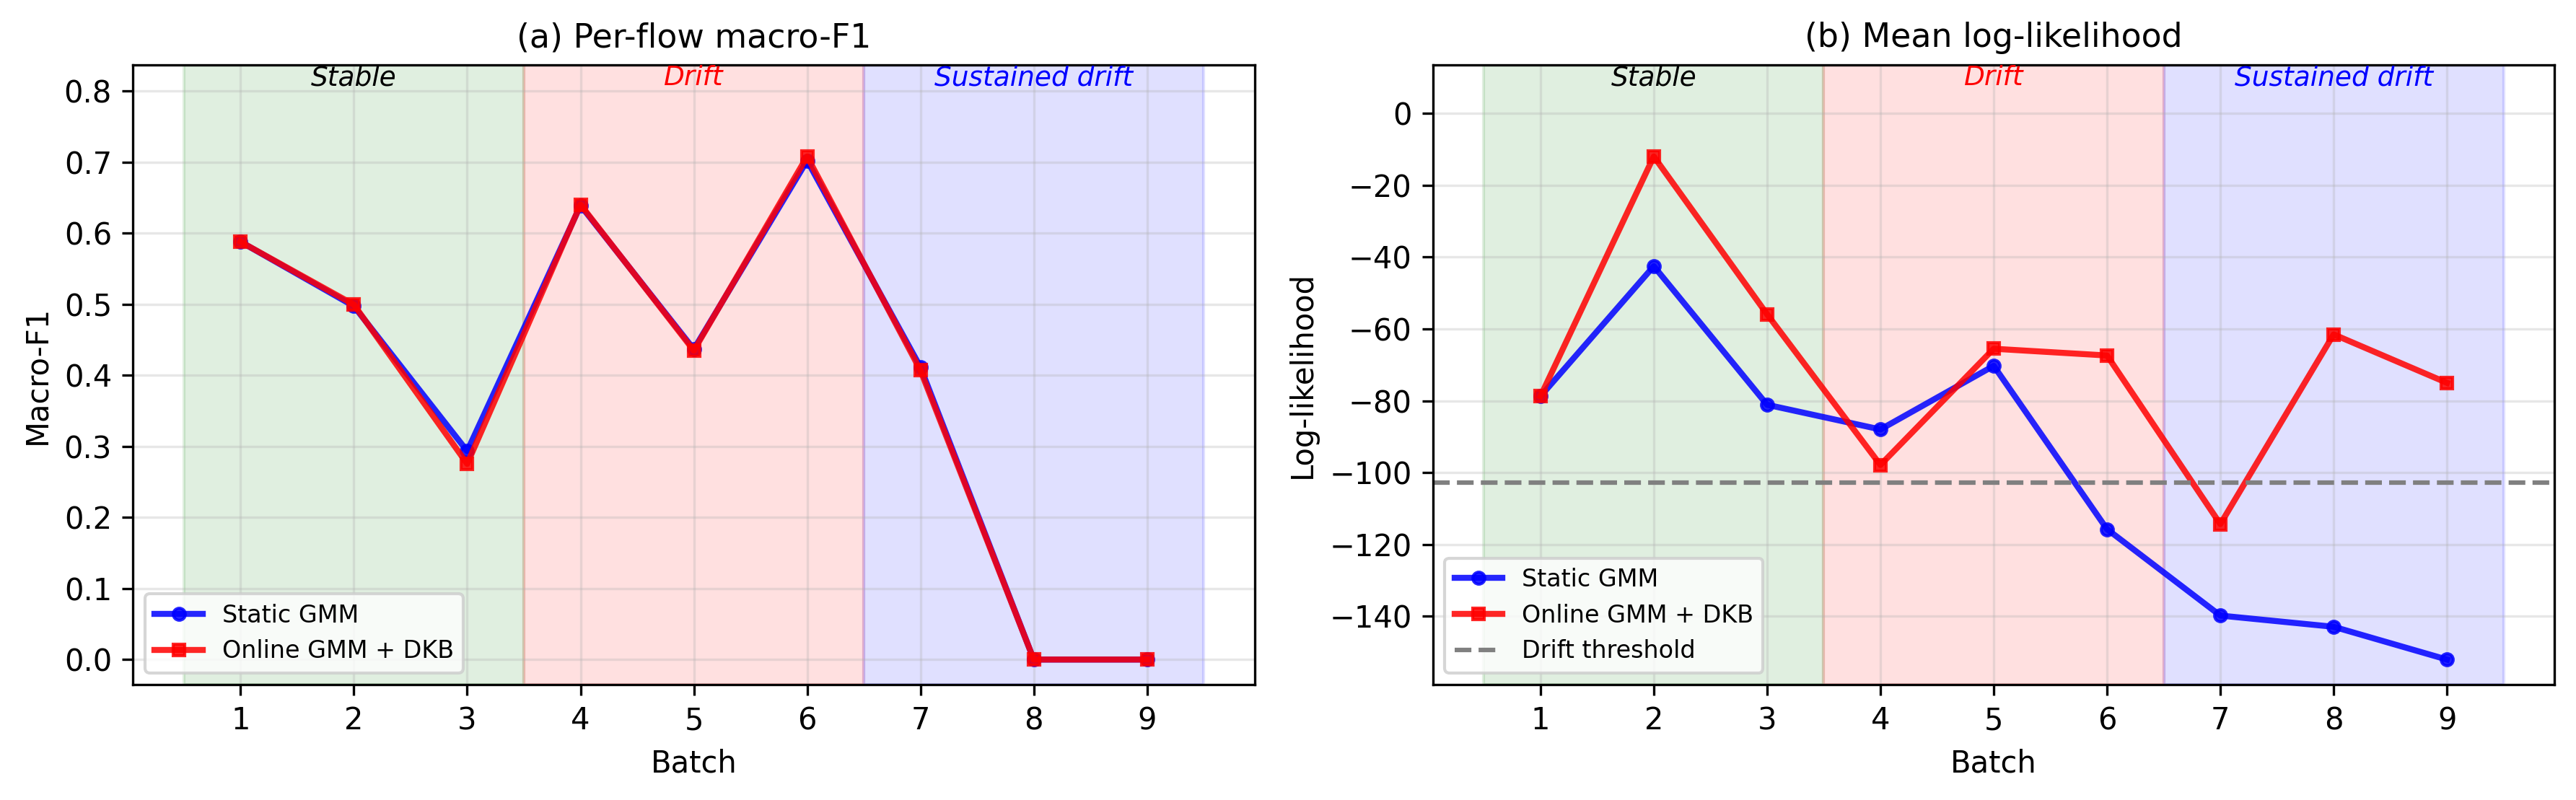 (a) Per-flow macro-F1
Stable
Drift
Sustained drift
0.8
0.7
0.6
0.5
0.4
0.3
0.2
0.1
0.0
Macro-F1
Static GMM
Online GMM + DKB
1 2 3 4 5 6 7 8 9
Batch
(b) Mean log-likelihood
Stable
Drift
Sustained drift
0
−20
−40
−60
−80
−100
−120
−140
Log-likelihood
Static GMM
Online GMM + DKB
Drift threshold
1 2 3 4 5 6 7 8 9
Batch